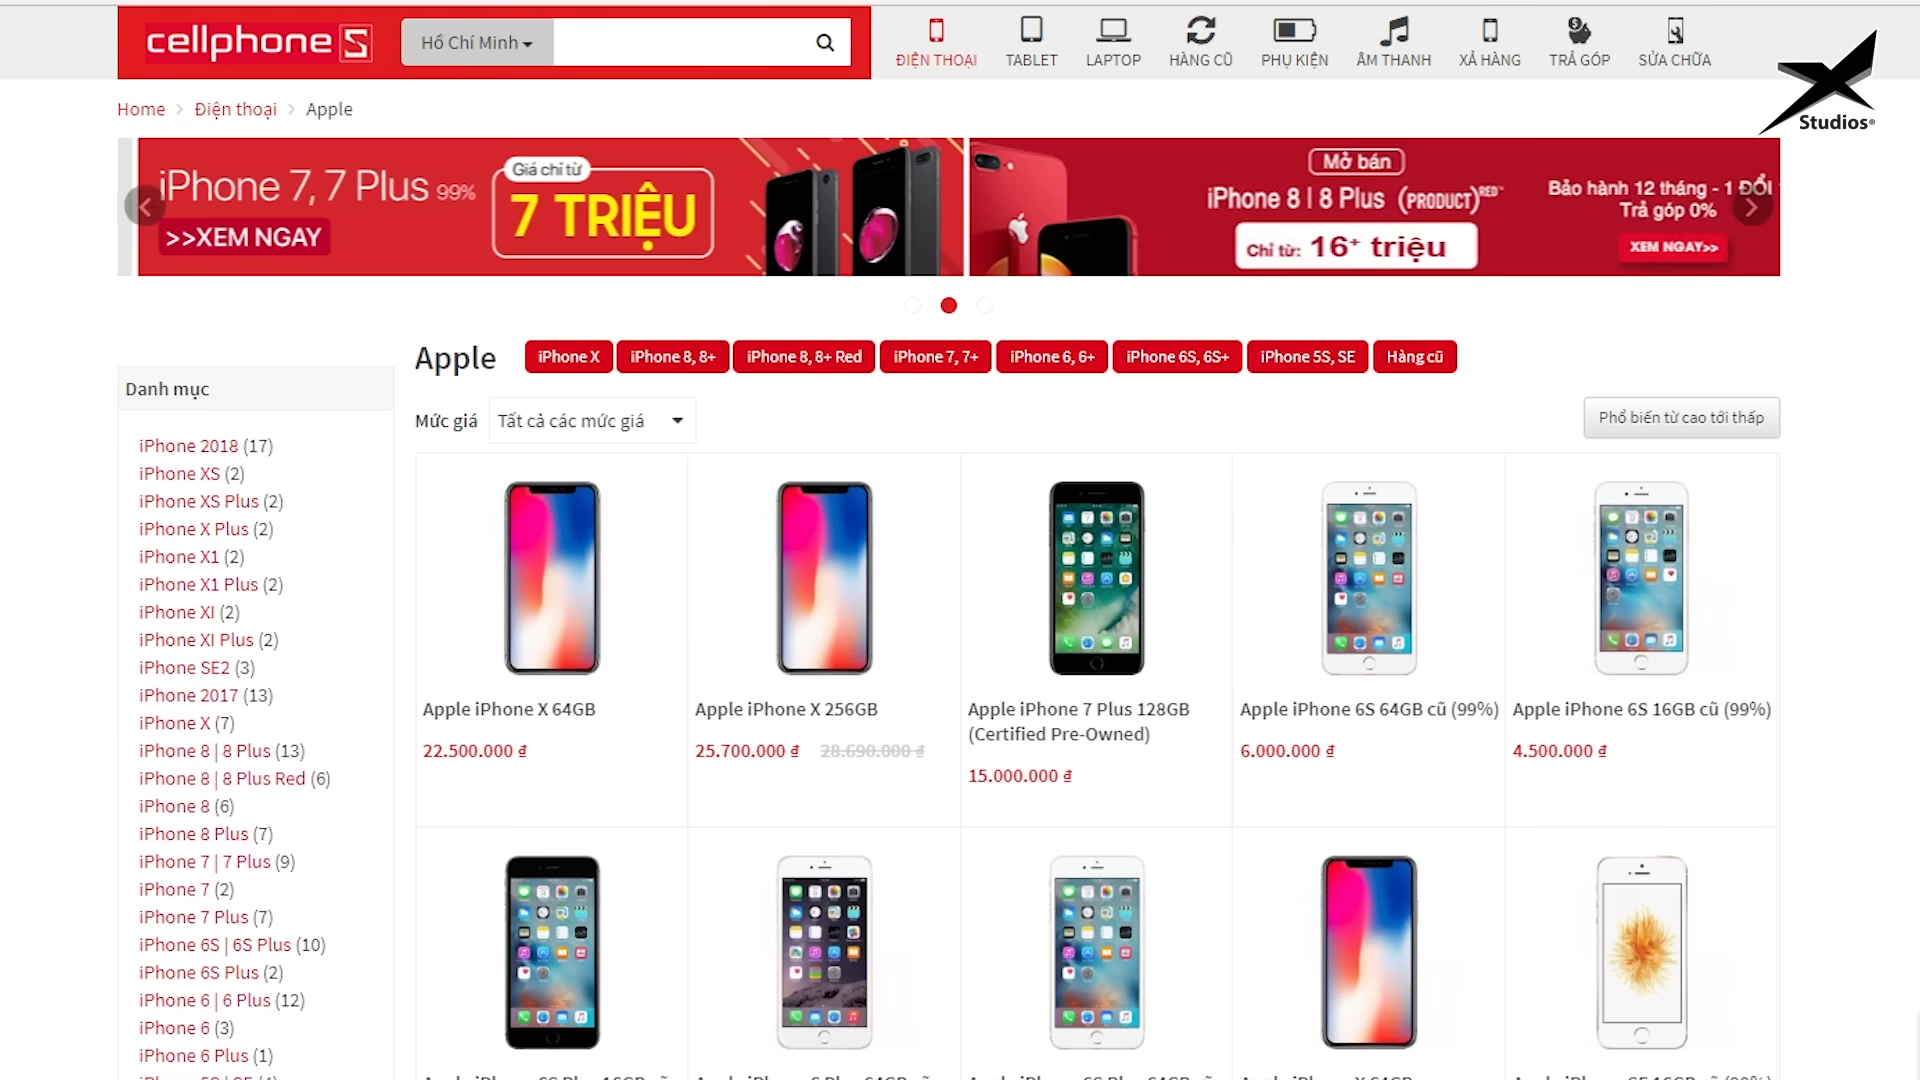 cellphone S
Hồ Chí Minh
ĐIỆN THOẠI
TABLET
LAPTOP
HÀNG CŨ
PHỤ KIỆN
ÂM THANH
XẢ HÀNG
TRẢ GÓP
SỬA CHỮA
X
Studios®
Home > Điện thoại > Apple
iPhone 7, 7 Plus 99%
>>XEM NGAY
Giá chỉ từ
7 TRIỆU
Mở bán
iPhone 8 | 8 Plus (PRODUCT)RED™
Chỉ từ: 16+ triệu
Bảo hành 12 tháng - 1 ĐỔI
Trả góp 0%
XEM NGAY>>
Apple
iPhone X
iPhone 8, 8+
iPhone 8, 8+ Red
iPhone 7, 7+
iPhone 6, 6+
iPhone 6S, 6S+
iPhone 5S, SE
Hàng cũ
Danh mục
iPhone 2018 (17)
iPhone XS (2)
iPhone XS Plus (2)
iPhone X Plus (2)
iPhone X1 (2)
iPhone X1 Plus (2)
iPhone XI (2)
iPhone XI Plus (2)
iPhone SE2 (3)
iPhone 2017 (13)
iPhone X (7)
iPhone 8 | 8 Plus (13)
iPhone 8 | 8 Plus Red (6)
iPhone 8 (6)
iPhone 8 Plus (7)
iPhone 7 | 7 Plus (9)
iPhone 7 (2)
iPhone 7 Plus (7)
iPhone 6S | 6S Plus (10)
iPhone 6S Plus (2)
iPhone 6 | 6 Plus (12)
iPhone 6 (3)
iPhone 6 Plus (1)
Mức giá
Tất cả các mức giá
Phổ biến từ cao tới thấp
Apple iPhone X 64GB
22.500.000 ₫
Apple iPhone X 256GB
25.700.000 ₫ 28.690.000 ₫
Apple iPhone 7 Plus 128GB
(Certified Pre-Owned)
15.000.000 ₫
Apple iPhone 6S 64GB cũ (99%)
6.000.000 ₫
Apple iPhone 6S 16GB cũ (99%)
4.500.000 ₫